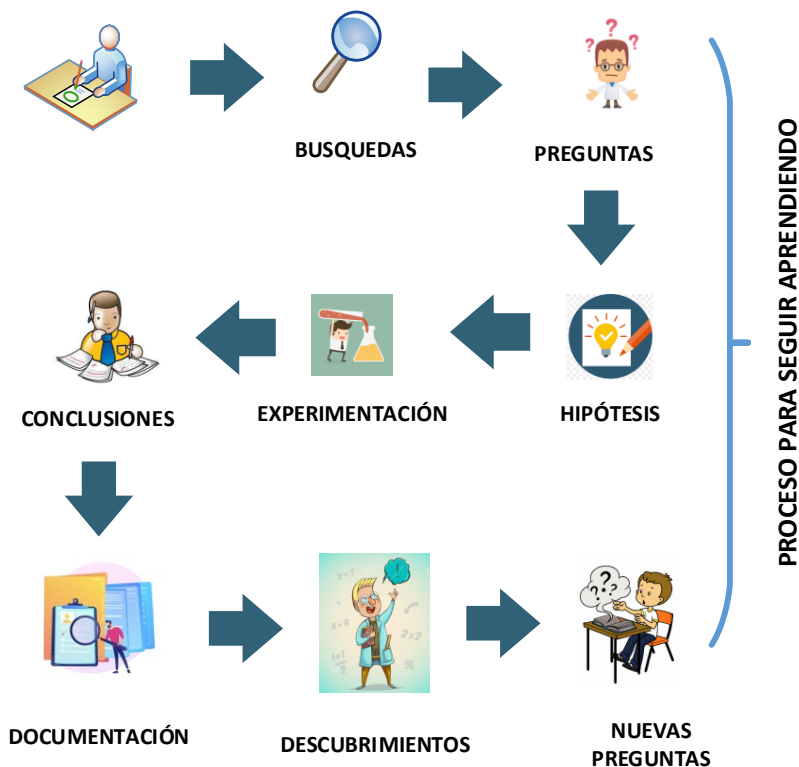 BUSQUEDAS
PREGUNTAS
HIPÓTESIS
EXPERIMENTACIÓN
CONCLUSIONES
DOCUMENTACIÓN
DESCUBRIMIENTOS
NUEVAS
PREGUNTAS
PROCESO PARA SEGUIR APRENDIENDO